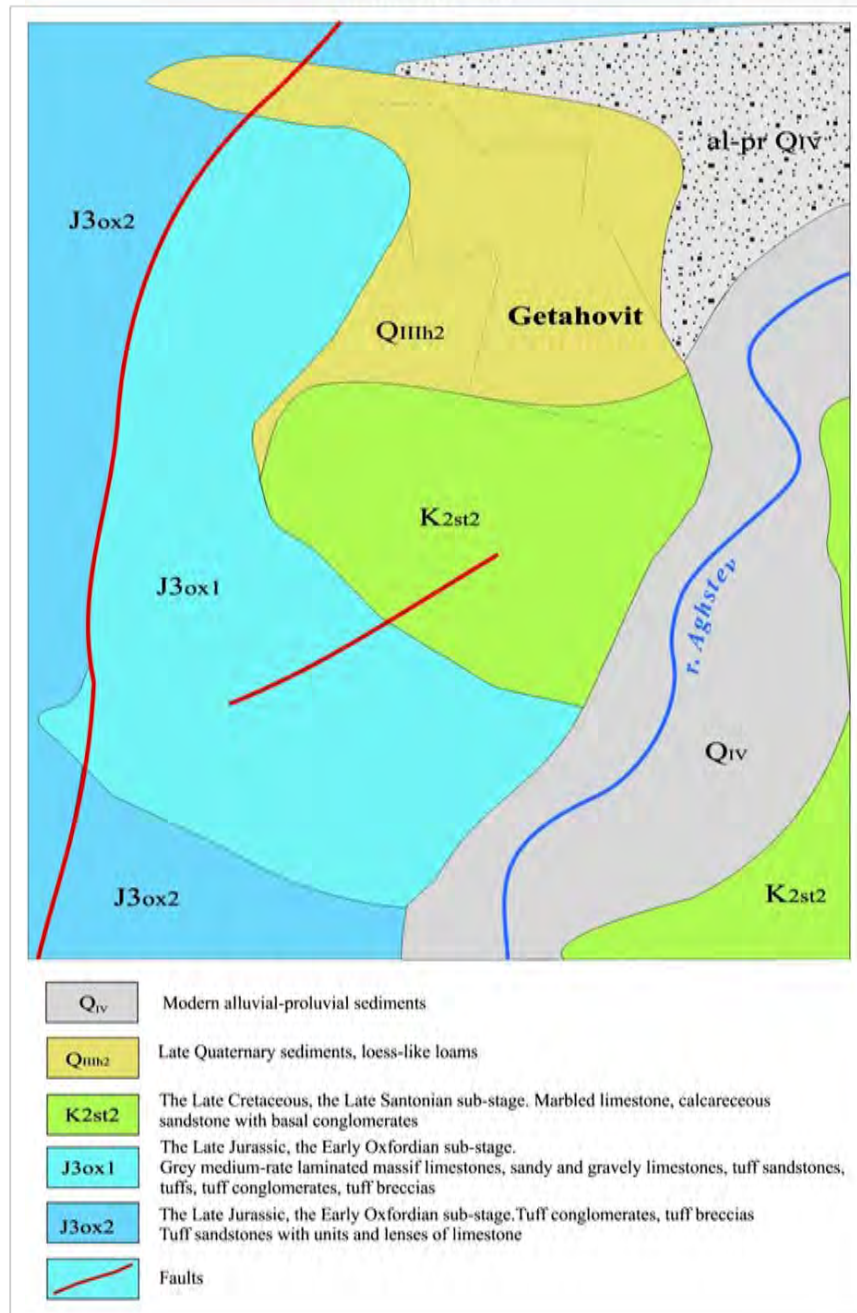 al-pr QIV
J3ox2
QIIIh2
Getahovit
K2st2
J3ox1
r. Aghstev
QIV
J3ox2
K2st2
QIV Modern alluvial-proluvial sediments
QIIIh2 Late Quaternary sediments, loess-like loams
K2st2 The Late Cretaceous, the Late Santonian sub-stage. Marbled limestone, calcareceous
sandstone with basal conglomerates
J3ox1 The Late Jurassic, the Early Oxfordian sub-stage.
Grey medium-rate laminated massif limestones, sandy and gravely limestones, tuff sandstones,
tuffs, tuff conglomerates, tuff breccias
J3ox2 The Late Jurassic, the Early Oxfordian sub-stage.Tuff conglomerates, tuff breccias
Tuff sandstones with units and lenses of limestone
Faults